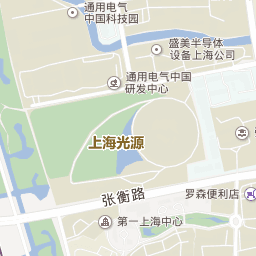 通用电气
中国科技园
盛美半导体
设备上海公司
通用电气中国
研发中心
上海光源
张衡路
罗森便利店
第一上海中心